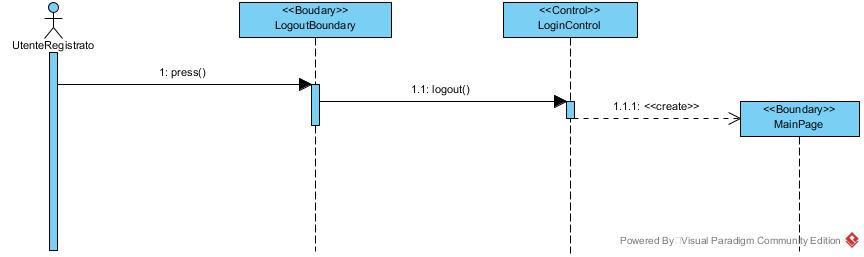 <<Boudary>>
LogoutBoundary
<<Control>>
LoginControl
UtenteRegistrato
1: press()
1.1: logout()
1.1.1: <<create>>
<<Boundary>>
MainPage
Powered By Visual Paradigm Community Edition